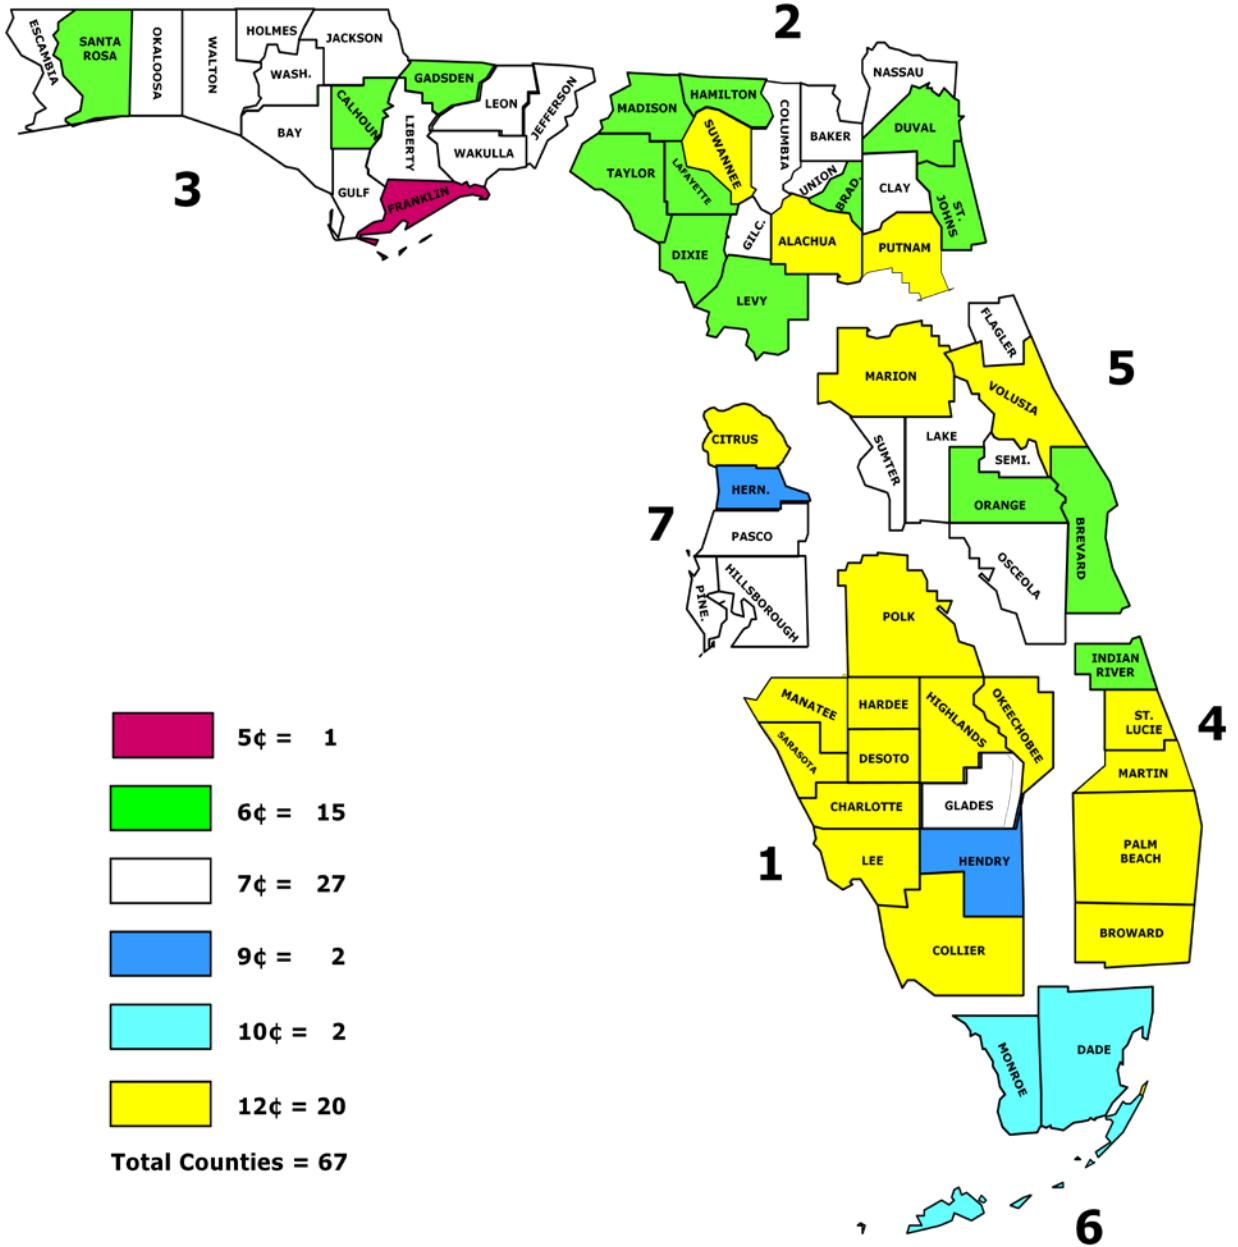 2
3
ESCAMBIA
SANTA
ROSA
OKALOOSA
WALTON
HOLMES
WASH.
JACKSON
BAY
CALHOUN
GULF
GADSDEN
LIBERTY
FRANKLIN
LEON
WAKULLA
JEFFERSON
MADISON
HAMILTON
SUWANNEE
TAYLOR
LAFAYETTE
DIXIE
COLUMBIA
BAKER
NASSAU
DUVAL
UNION
BRAD.
CLAY
ST.
JOHNS
GILC.
ALACHUA
PUTNAM
LEVY
5
FLAGLER
MARION
VOLUSIA
SUMTER
LAKE
SEMI.
ORANGE
BREVARD
OSCEOLA
7
CITRUS
HERN.
PASCO
PINE.
HILLSBOROUGH
1
POLK
MANATEE
HARDEE
HIGHLANDS
OKEECHOBEE
SARASOTA
DESOTO
CHARLOTTE
GLADES
LEE
HENDRY
COLLIER
4
INDIAN
RIVER
ST.
LUCIE
MARTIN
PALM
BEACH
BROWARD
6
MONROE
DADE
5¢ = 1
6¢ = 15
7¢ = 27
9¢ = 2
10¢ = 2
12¢ = 20
Total Counties = 67